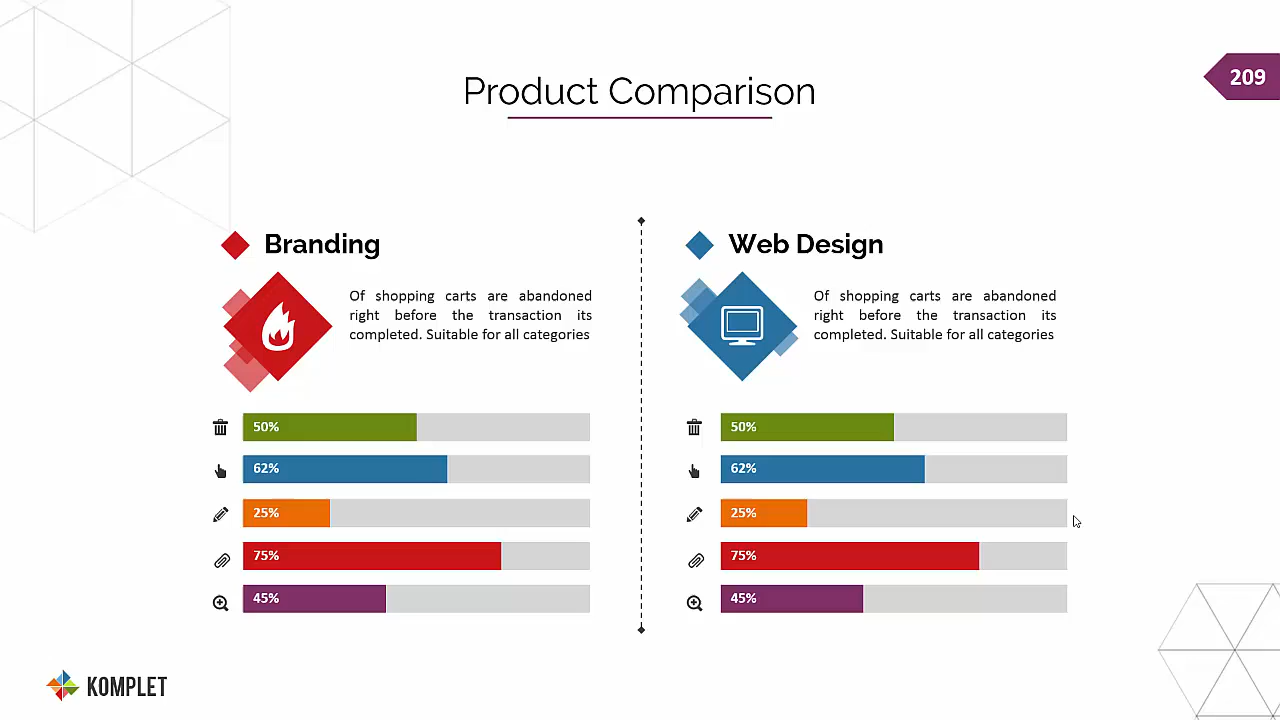 Product Comparison
209
Branding
Of shopping carts are abandoned
right before the transaction its
completed. Suitable for all categories
50%
62%
25%
75%
45%
Web Design
Of shopping carts are abandoned
right before the transaction its
completed. Suitable for all categories
50%
62%
25%
75%
45%
KOMPLET